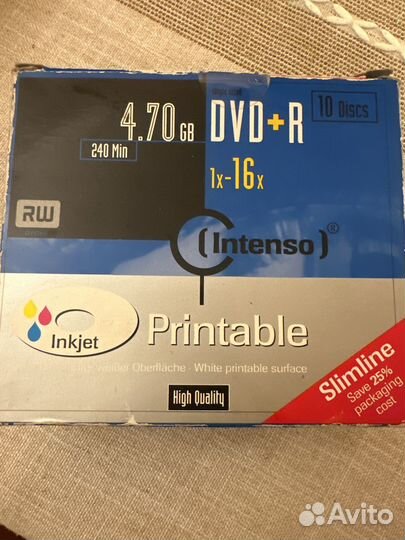 4.70 GB
240 Min
DVD+R
10 Discs
1x-16x
RW
(Intenso)®
Inkjet
Printable
weißer Oberfläche - White printable surface
High Quality
Slimline
Save 25%
packaging
cost
Avito